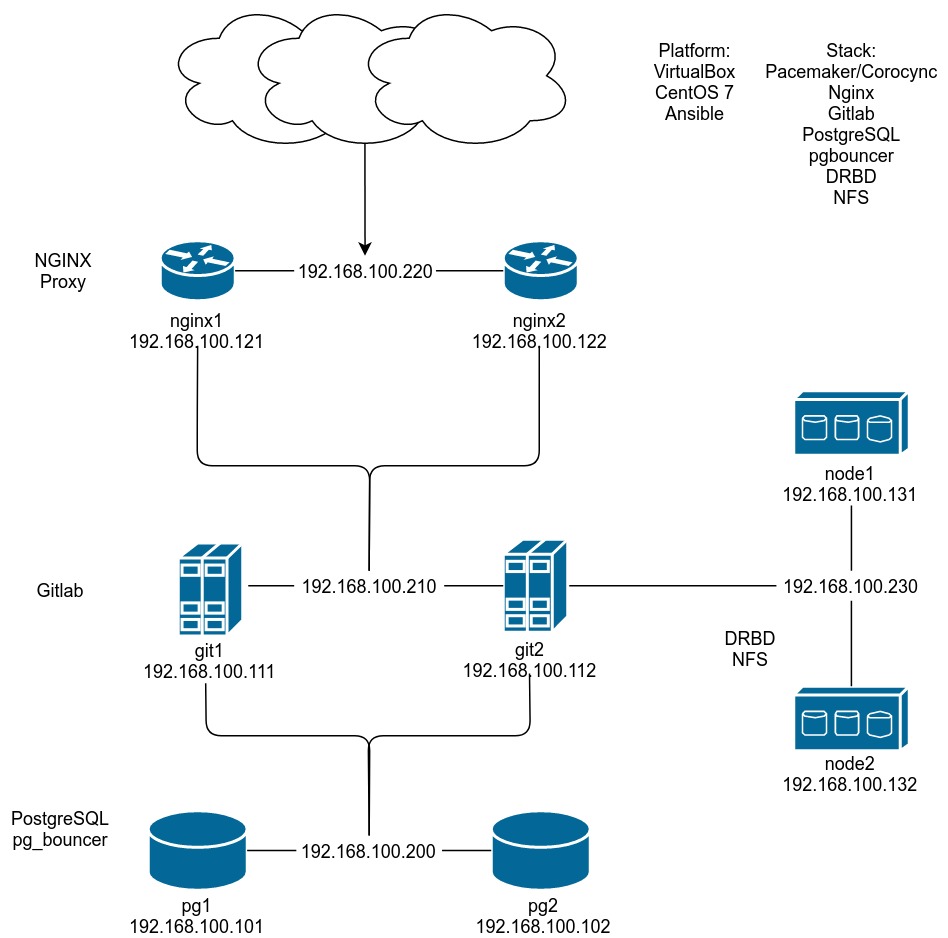 Platform:
VirtualBox
CentOS 7
Ansible
Stack:
Pacemaker/Corocync
Nginx
Gitlab
PostgreSQL
pgbouncer
DRBD
NFS
NGINX
Proxy
192.168.100.220
nginx1
192.168.100.121
nginx2
192.168.100.122
node1
192.168.100.131
Gitlab
192.168.100.210
192.168.100.230
git1
192.168.100.111
git2
192.168.100.112
DRBD
NFS
node2
192.168.100.132
PostgreSQL
pg_bouncer
192.168.100.200
pg1
192.168.100.101
pg2
192.168.100.102